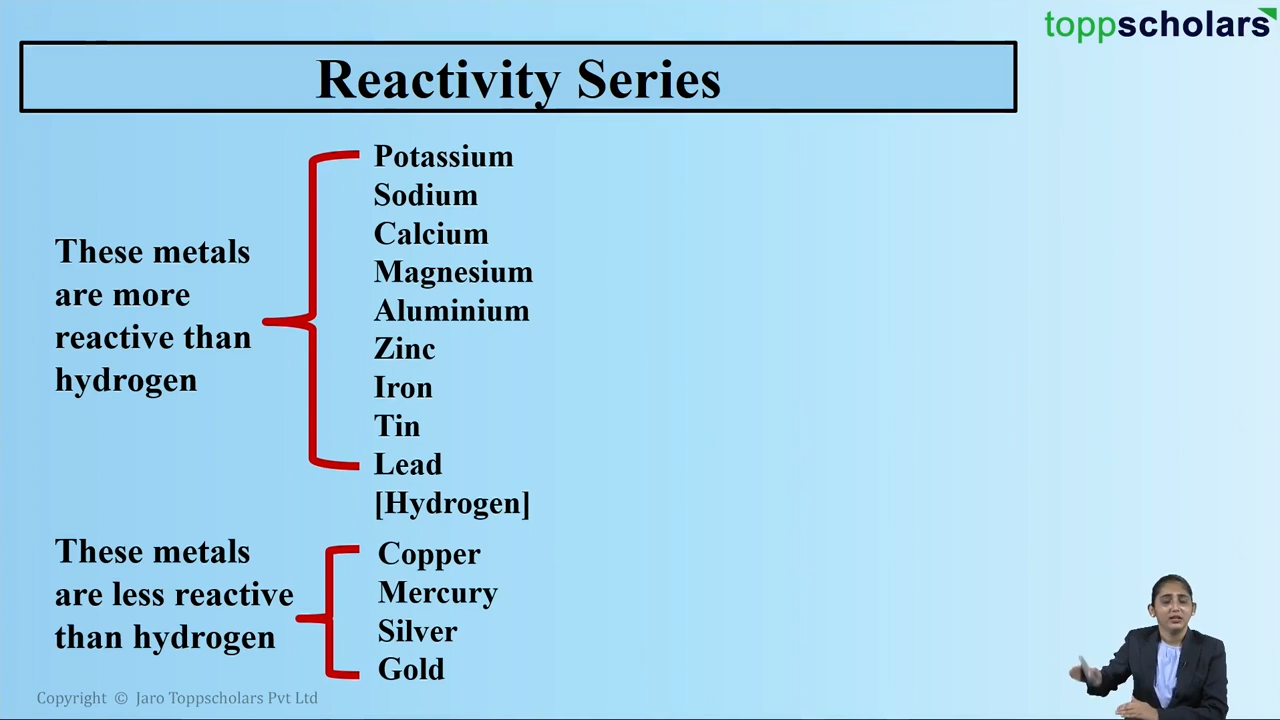 toppscholars
Reactivity Series
These metals
are more
reactive than
hydrogen
Potassium
Sodium
Calcium
Magnesium
Aluminium
Zinc
Iron
Tin
Lead
[Hydrogen]
These metals
are less reactive
than hydrogen
Copper
Mercury
Silver
Gold
Copyright © Jaro Toppscholars Pvt Ltd